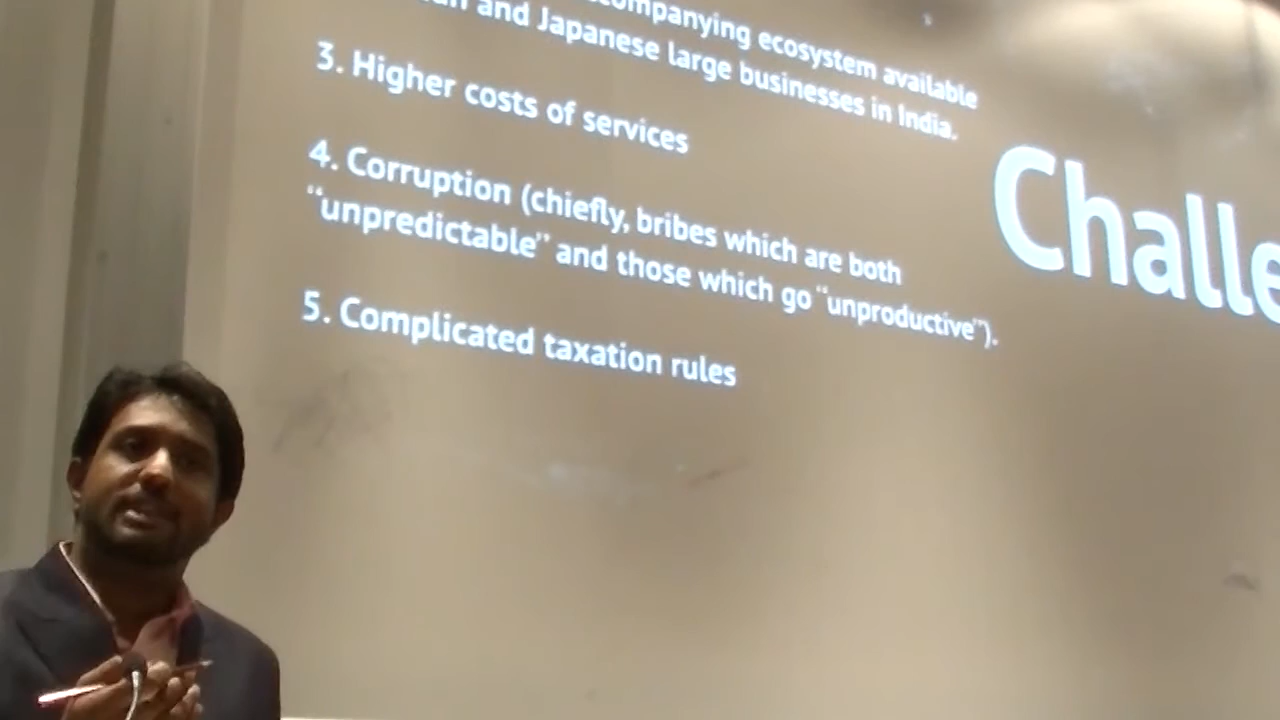 companying ecosystem available
and Japanese large businesses in India.
3. Higher costs of services
4. Corruption (chiefly, bribes which are both
“unpredictable” and those which go “unproductive”).
5. Complicated taxation rules
Challe